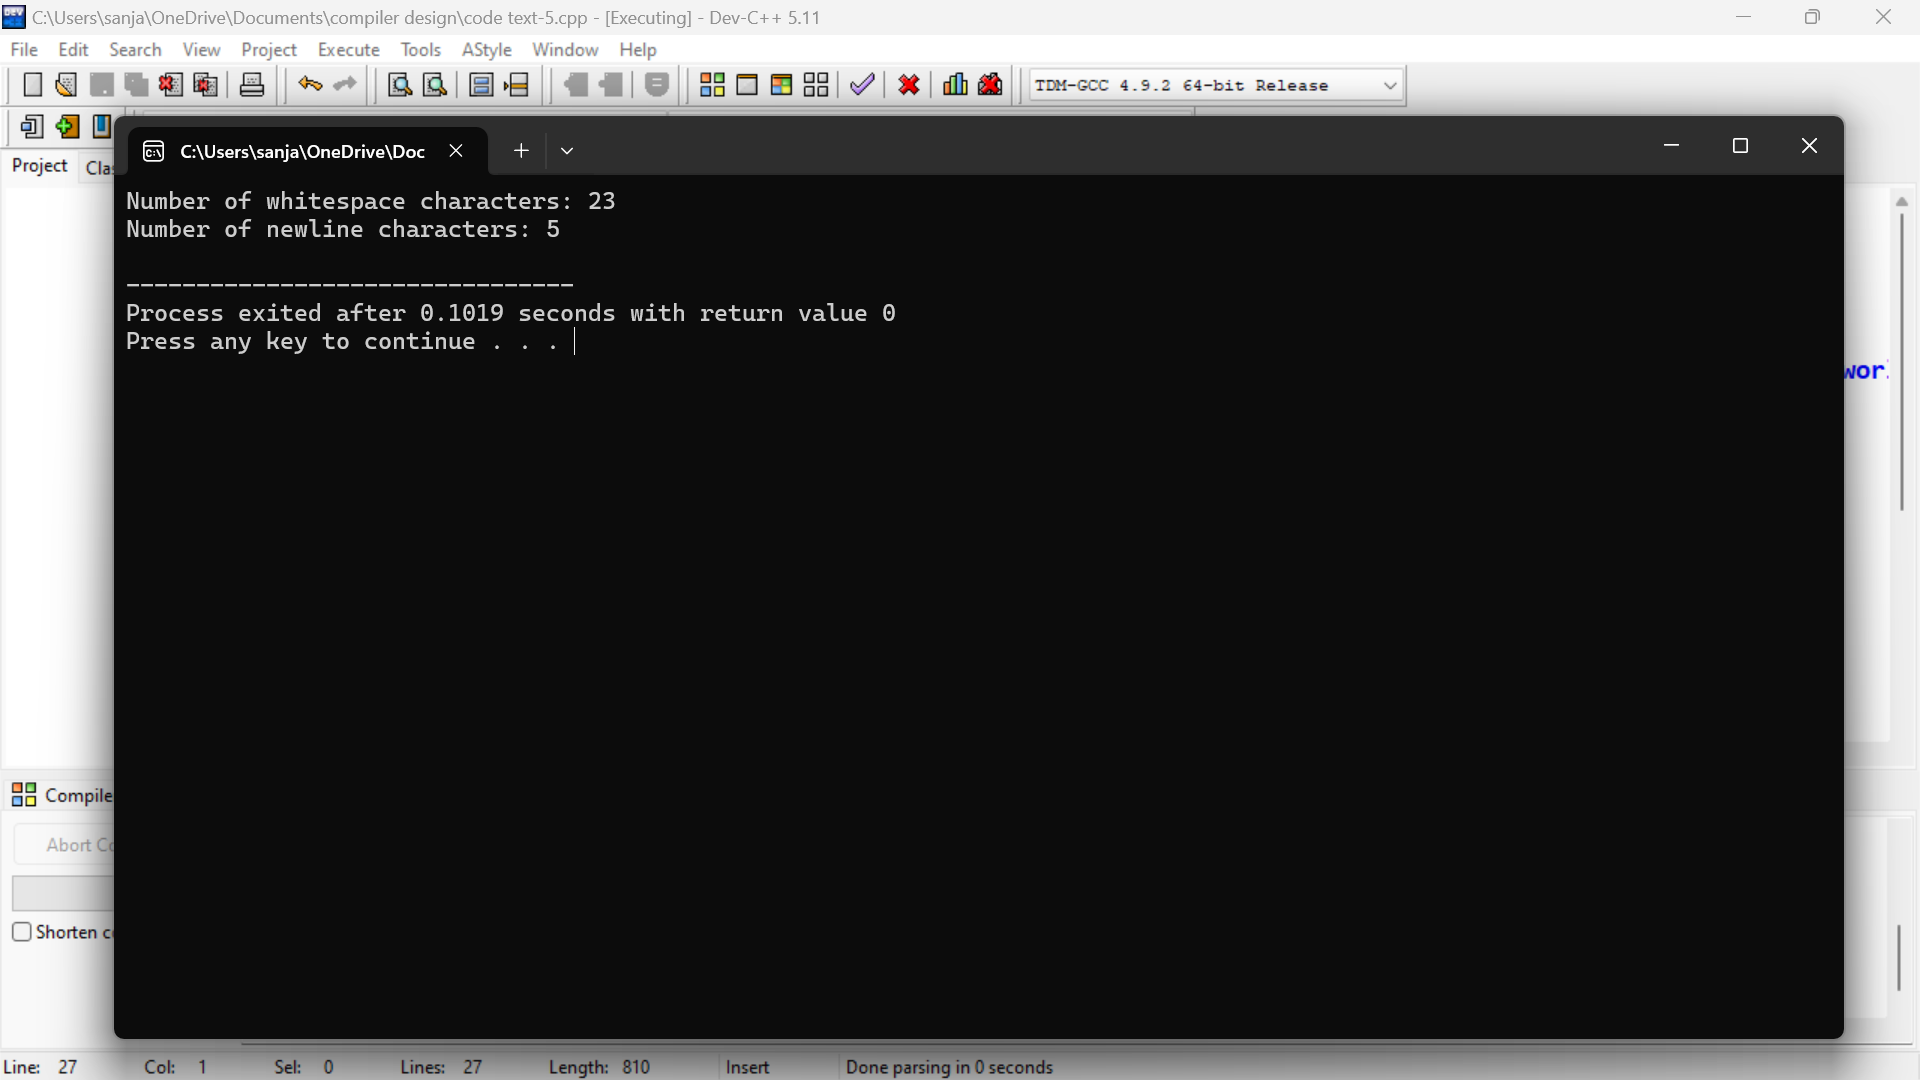 C:\Users\sanja\OneDrive\Documents\compiler design\code text-5.cpp - [Executing] - Dev-C++ 5.11
File Edit Search View Project Execute Tools AStyle Window Help
TDM-GCC 4.9.2 64-bit Release
Project Clas
C:\Users\sanja\OneDrive\Doc
Number of whitespace characters: 23
Number of newline characters: 5
--------------------------------
Process exited after 0.1019 seconds with return value 0
Press any key to continue . . .
wor
Compile
Abort Co
Shorten c
Line: 27 Col: 1 Sel: 0 Lines: 27 Length: 810 Insert Done parsing in 0 seconds